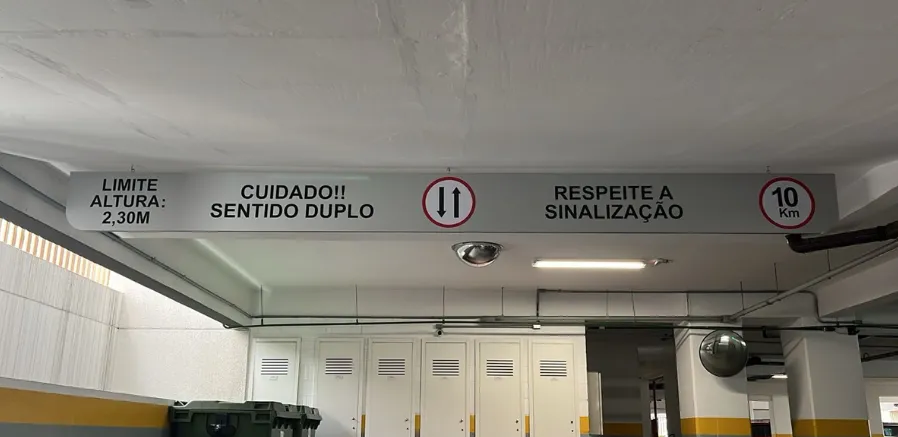 LIMITE
ALTURA:
2,30M
CUIDADO!!
SENTIDO DUPLO
RESPEITE A
SINALIZAÇÃO
10
Km